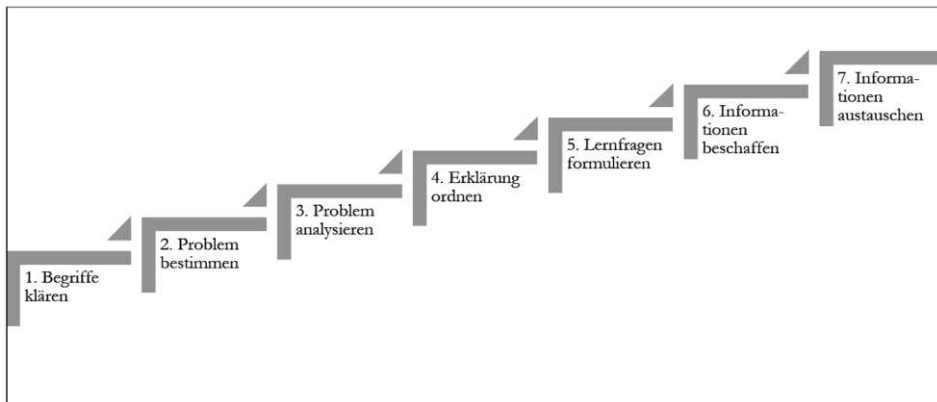 1. Begriffe
klären
2. Problem
bestimmen
3. Problem
analysieren
4. Erklärung
ordnen
5. Lernfragen
formulieren
6. Informa-
tionen
beschaffen
7. Informa-
tionen
austauschen